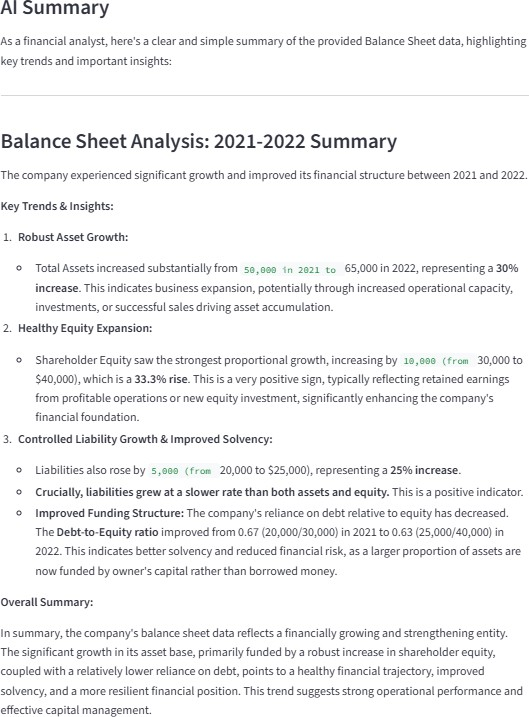 AI Summary
As a financial analyst, here's a clear and simple summary of the provided Balance Sheet data, highlighting
key trends and important insights:
Balance Sheet Analysis: 2021-2022 Summary
The company experienced significant growth and improved its financial structure between 2021 and 2022.
Key Trends & Insights:
1. Robust Asset Growth:
Total Assets increased substantially from 50,000 in 2021 to 65,000 in 2022, representing a 30%
increase. This indicates business expansion, potentially through increased operational capacity,
investments, or successful sales driving asset accumulation.
2. Healthy Equity Expansion:
Shareholder Equity saw the strongest proportional growth, increasing by 10,000 (from 30,000 to
$40,000), which is a 33.3% rise. This is a very positive sign, typically reflecting retained earnings
from profitable operations or new equity investment, significantly enhancing the company's
financial foundation.
3. Controlled Liability Growth & Improved Solvency:
Liabilities also rose by 5,000 (from 20,000 to $25,000), representing a 25% increase.
Crucially, liabilities grew at a slower rate than both assets and equity. This is a positive indicator.
Improved Funding Structure: The company's reliance on debt relative to equity has decreased.
The Debt-to-Equity ratio improved from 0.67 (20,000/30,000) in 2021 to 0.63 (25,000/40,000) in
2022. This indicates better solvency and reduced financial risk, as a larger proportion of assets are
now funded by owner's capital rather than borrowed money.
Overall Summary:
In summary, the company's balance sheet data reflects a financially growing and strengthening entity.
The significant growth in its asset base, primarily funded by a robust increase in shareholder equity,
coupled with a relatively lower reliance on debt, points to a healthy financial trajectory, improved
solvency, and a more resilient financial position. This trend suggests strong operational performance and
effective capital management.